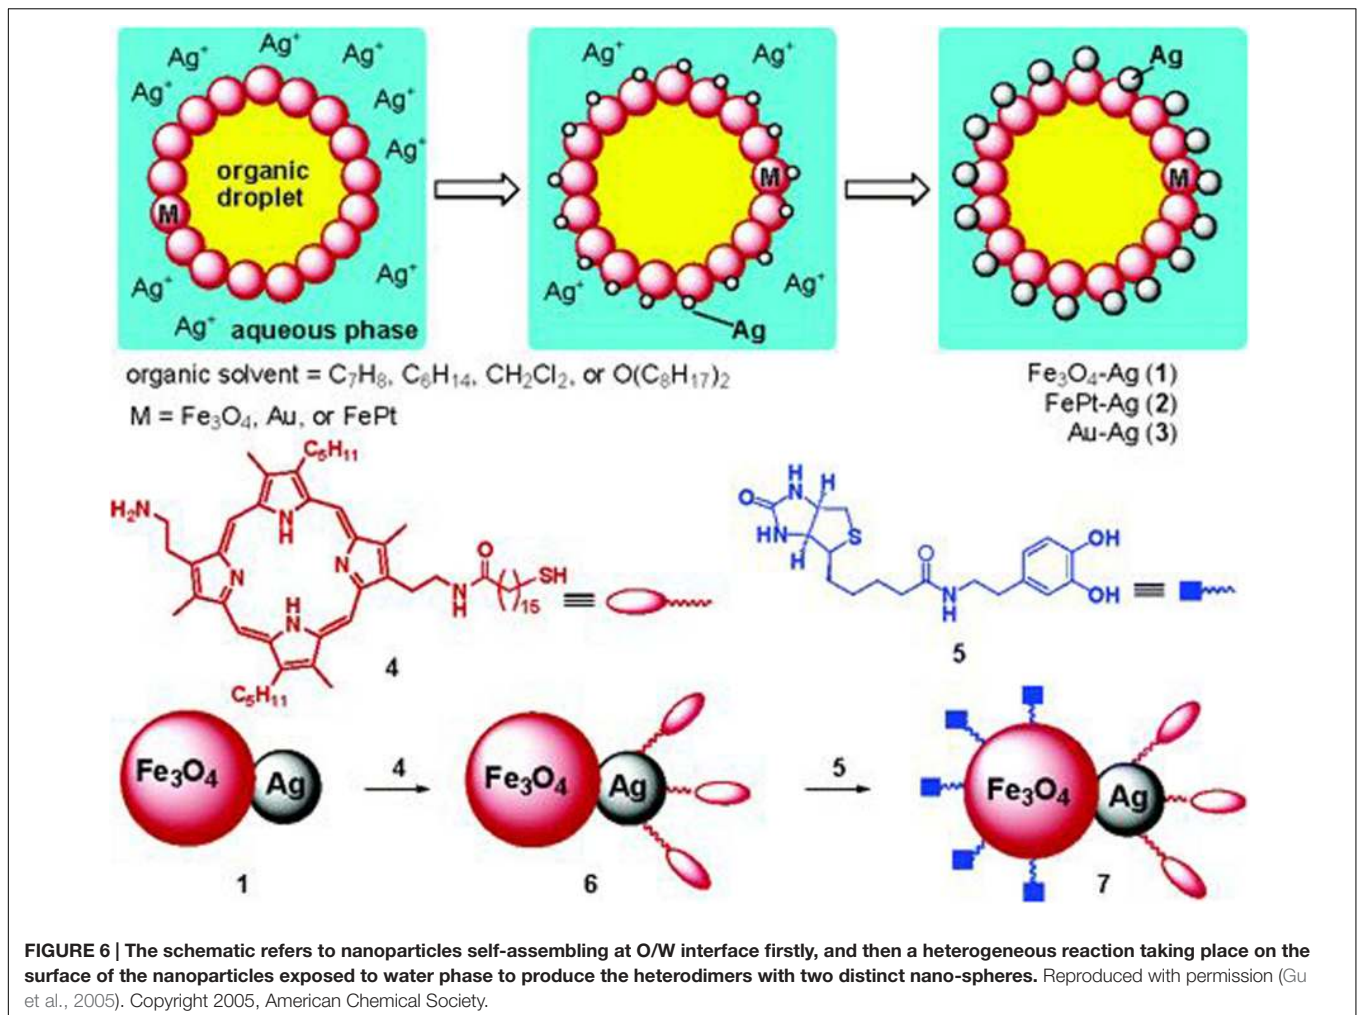 Ag⁺ Ag⁺ Ag⁺ Ag⁺ Ag⁺
Ag⁺ Ag⁺ Ag⁺ Ag
Ag⁺
organic
droplet
M M M
Ag⁺ Ag⁺ Ag⁺ Ag⁺
Ag⁺ aqueous phase Ag
organic solvent = C₇H₈, C₆H₁₄, CH₂Cl₂, or O(C₈H₁₇)₂
M = Fe₃O₄, Au, or FePt
Fe₃O₄-Ag (1)
FePt-Ag (2)
Au-Ag (3)
C₅H₁₁
H₂N
N
H
N N
H
N
O
N
H
SH
15
C₅H₁₁
4
H
N H
O
HN S
H
O
N
H
OH
OH
5
Fe₃O₄ Ag 4 Fe₃O₄ Ag 5 Fe₃O₄ Ag
1 6 7
FIGURE 6 | The schematic refers to nanoparticles self-assembling at O/W interface firstly, and then a heterogeneous reaction taking place on the
surface of the nanoparticles exposed to water phase to produce the heterodimers with two distinct nano-spheres. Reproduced with permission (Gu
et al., 2005). Copyright 2005, American Chemical Society.